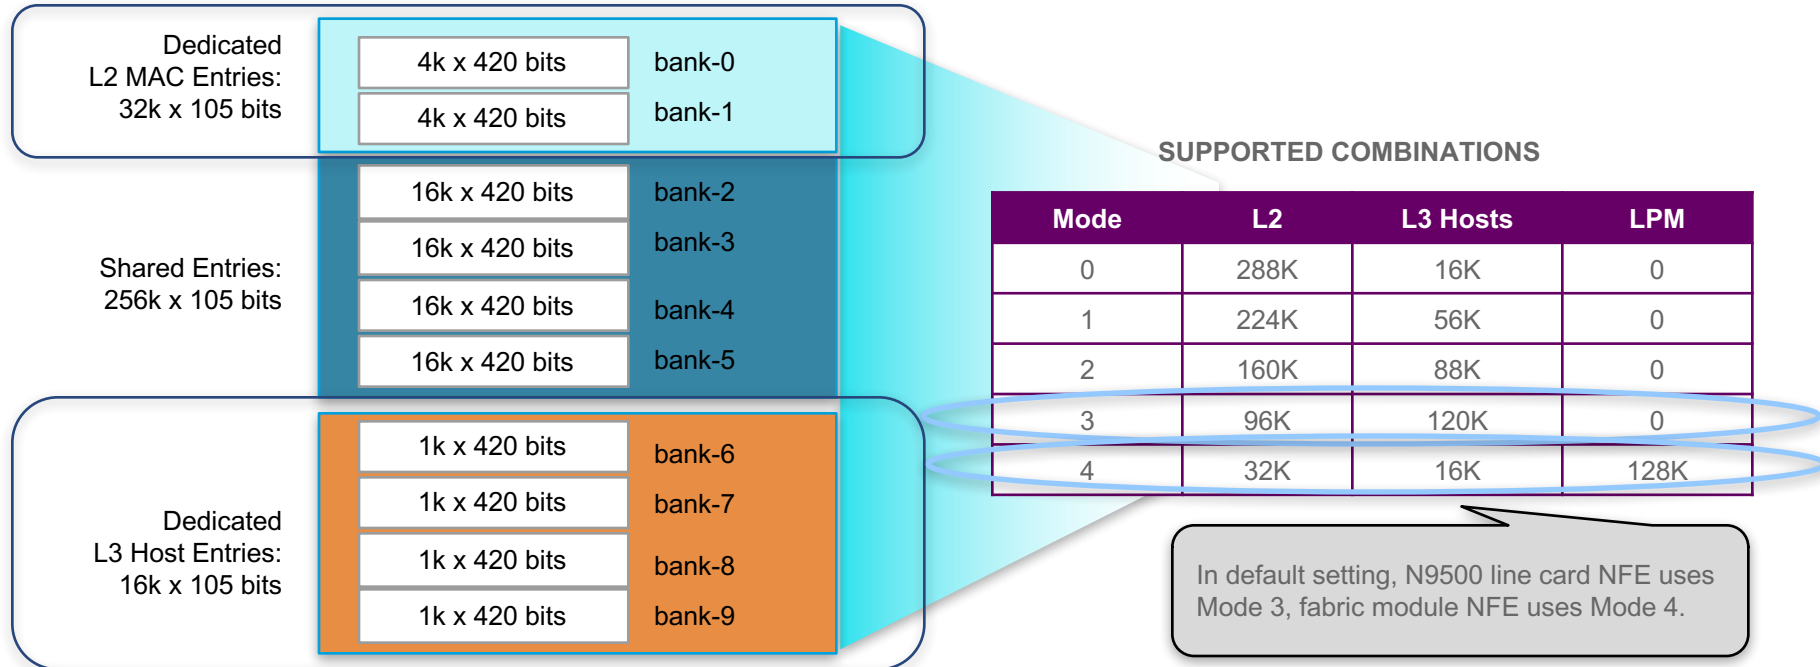 Dedicated
L2 MAC Entries:
32k x 105 bits
4k x 420 bits bank-0
4k x 420 bits bank-1
Shared Entries:
256k x 105 bits
16k x 420 bits bank-2
16k x 420 bits bank-3
16k x 420 bits bank-4
16k x 420 bits bank-5
Dedicated
L3 Host Entries:
16k x 105 bits
1k x 420 bits bank-6
1k x 420 bits bank-7
1k x 420 bits bank-8
1k x 420 bits bank-9
SUPPORTED COMBINATIONS
Mode L2 L3 Hosts LPM
0 288K 16K 0
1 224K 56K 0
2 160K 88K 0
3 96K 120K 0
4 32K 16K 128K
In default setting, N9500 line card NFE uses
Mode 3, fabric module NFE uses Mode 4.